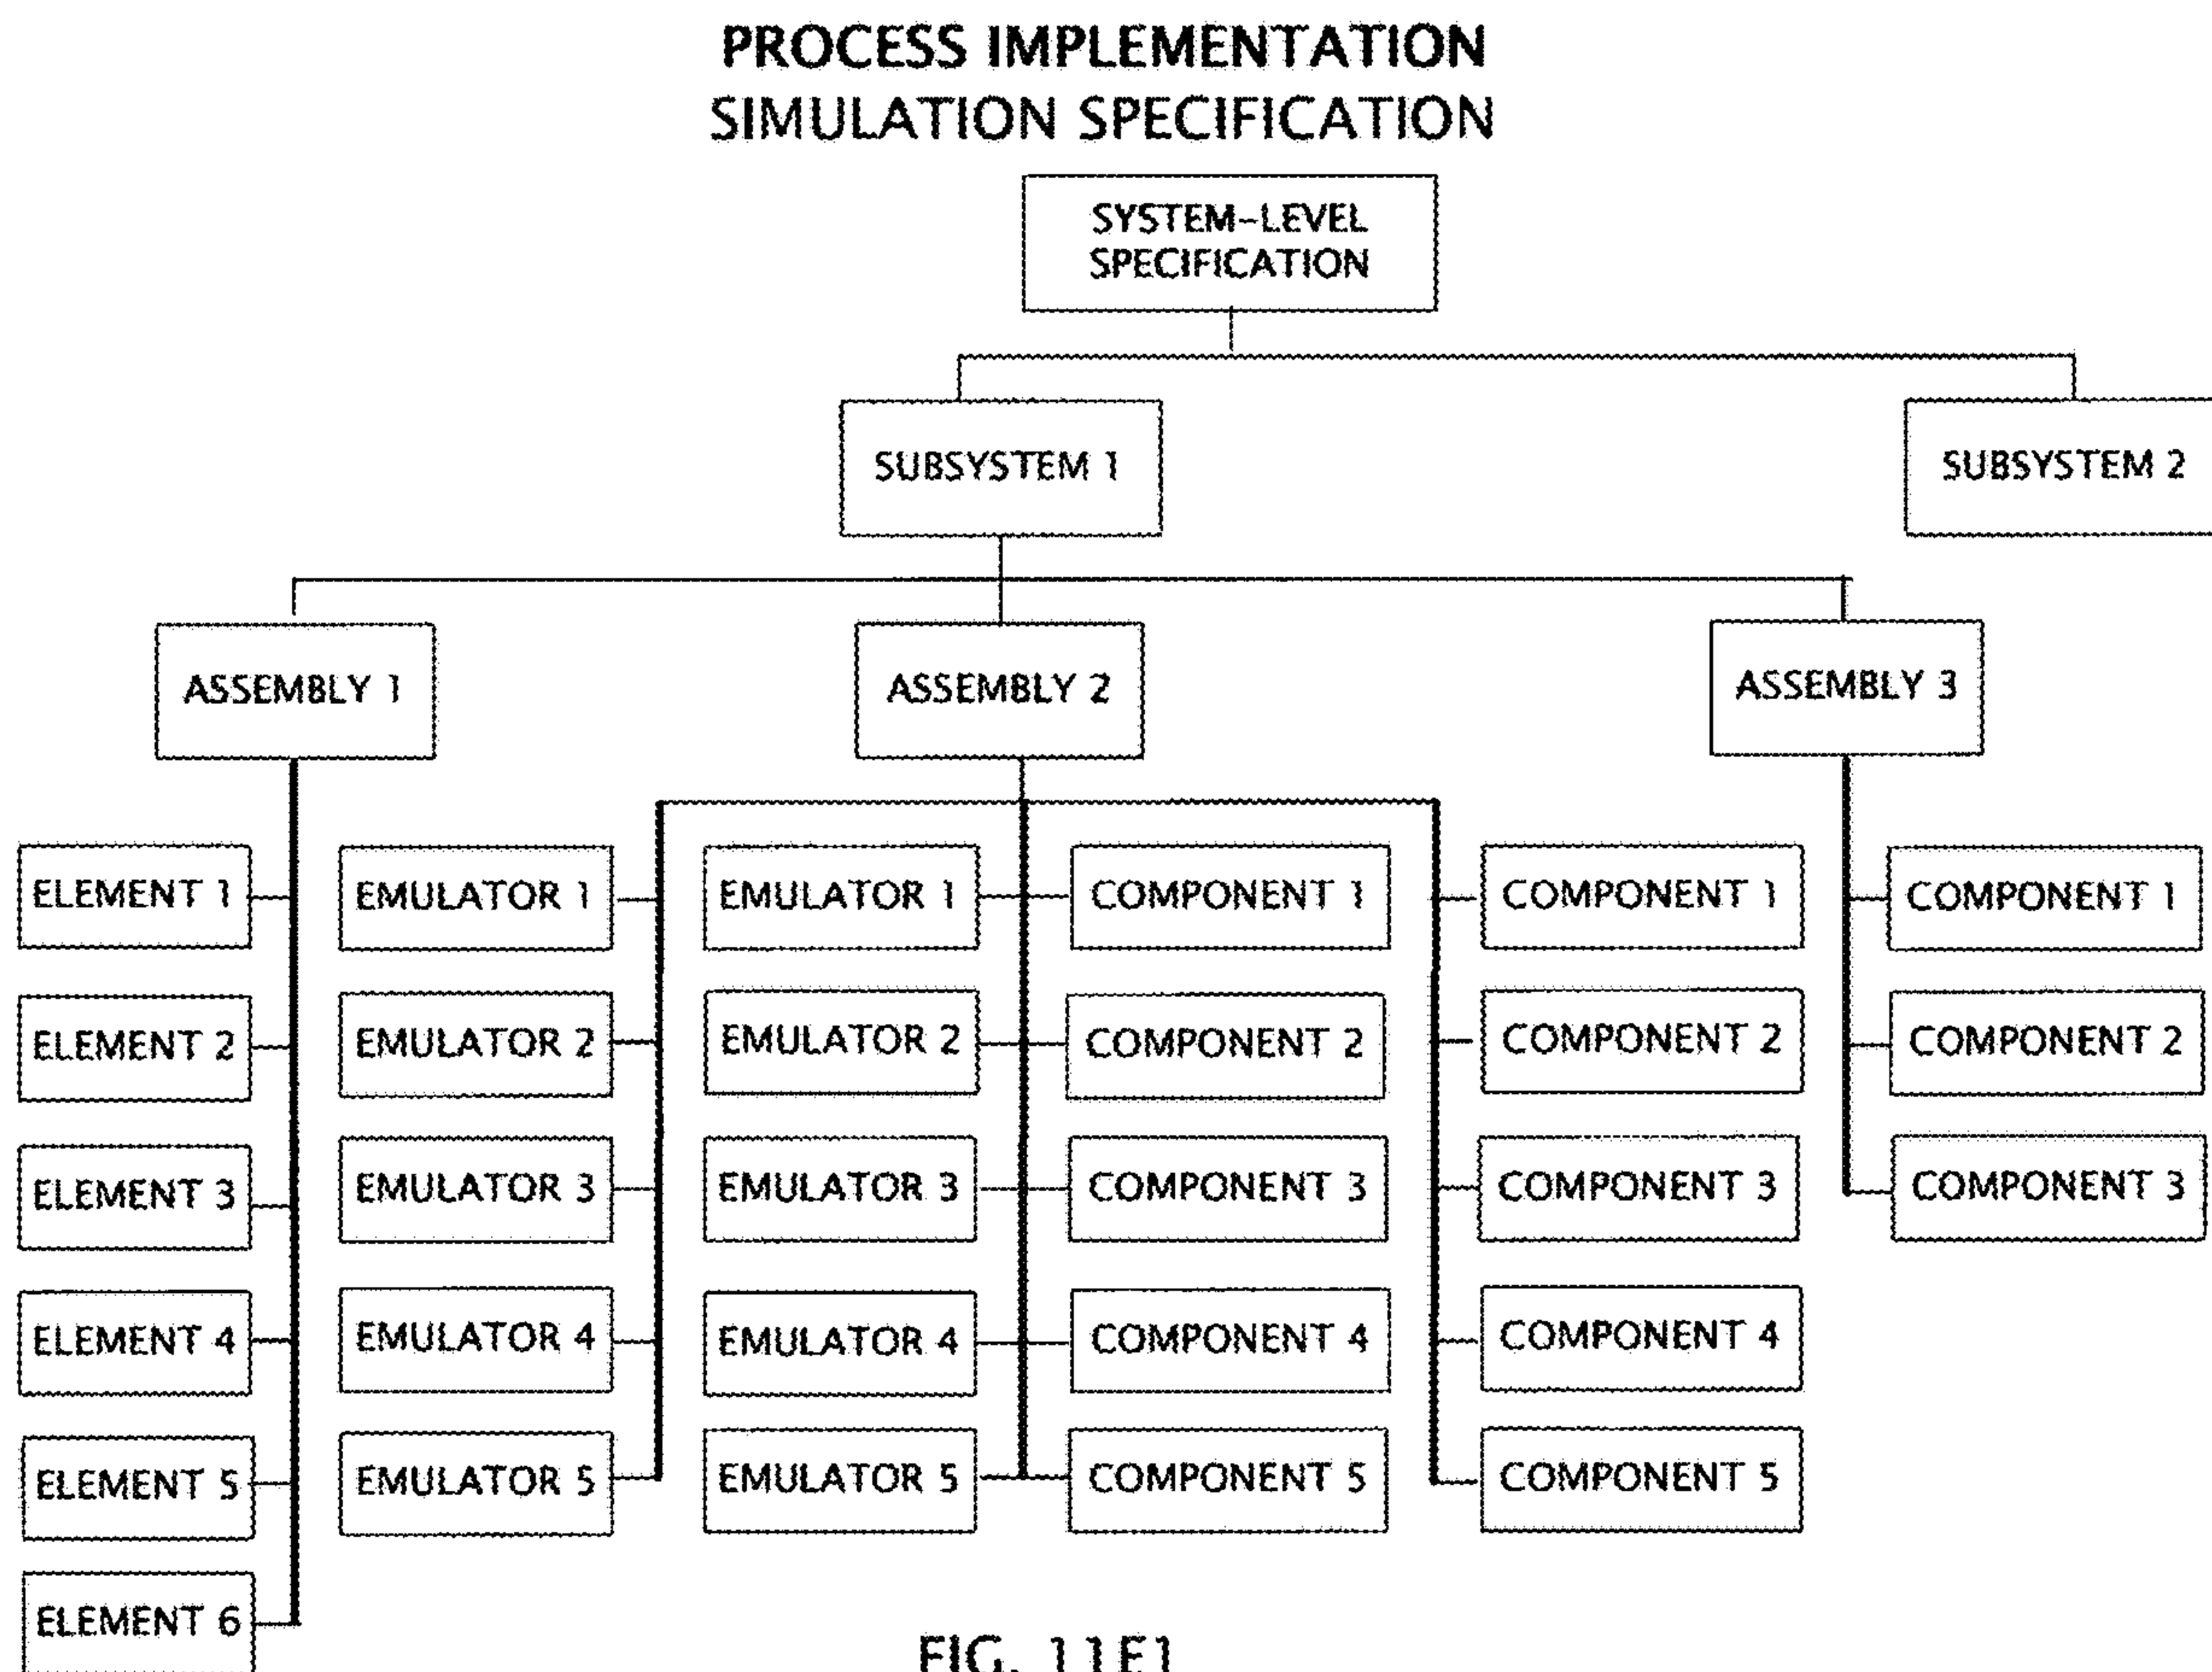 PROCESS IMPLEMENTATION
SIMULATION SPECIFICATION
SYSTEM-LEVEL
SPECIFICATION
SUBSYSTEM 1
SUBSYSTEM 2
ASSEMBLY 1
ASSEMBLY 2
ASSEMBLY 3
ELEMENT 1
EMULATOR 1
EMULATOR 1
COMPONENT 1
COMPONENT 1
COMPONENT 1
ELEMENT 2
EMULATOR 2
EMULATOR 2
COMPONENT 2
COMPONENT 2
COMPONENT 2
ELEMENT 3
EMULATOR 3
EMULATOR 3
COMPONENT 3
COMPONENT 3
COMPONENT 3
ELEMENT 4
EMULATOR 4
EMULATOR 4
COMPONENT 4
COMPONENT 4
ELEMENT 5
EMULATOR 5
EMULATOR 5
COMPONENT 5
COMPONENT 5
ELEMENT 6
FIG. 11E1